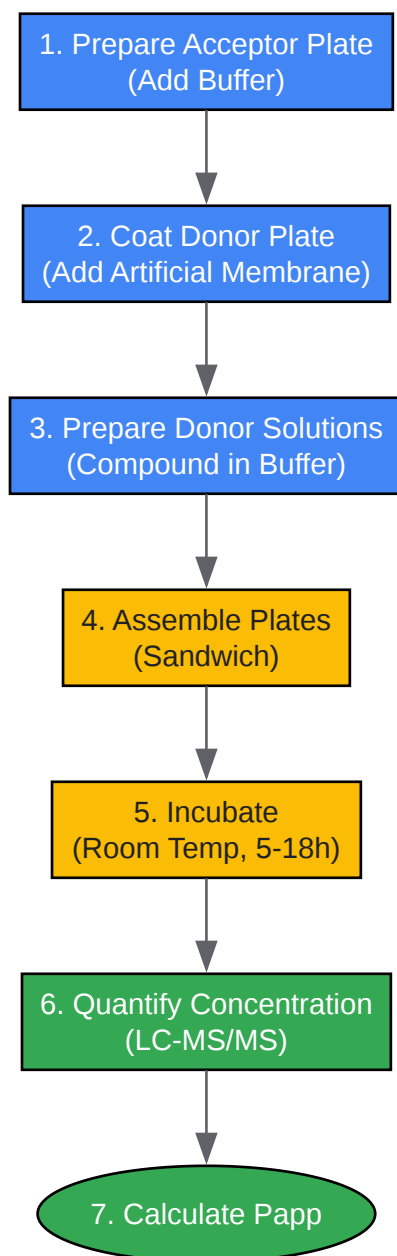 1. Prepare Acceptor Plate
(Add Buffer)
2. Coat Donor Plate
(Add Artificial Membrane)
3. Prepare Donor Solutions
(Compound in Buffer)
4. Assemble Plates
(Sandwich)
5. Incubate
(Room Temp, 5-18h)
6. Quantify Concentration
(LC-MS/MS)
7. Calculate Papp